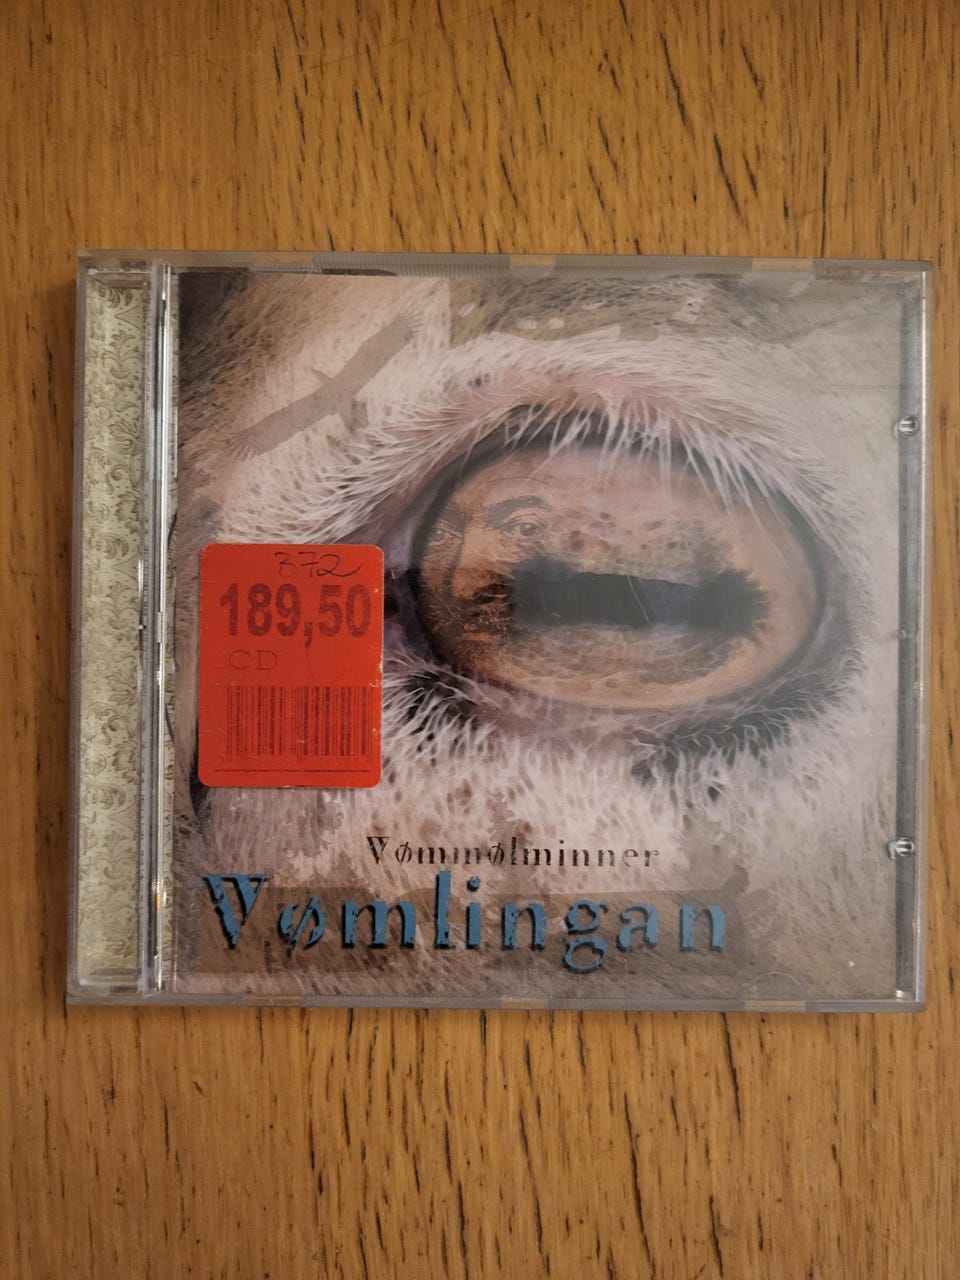 372
189,50
CD
Vømmølminner
Vømlingan